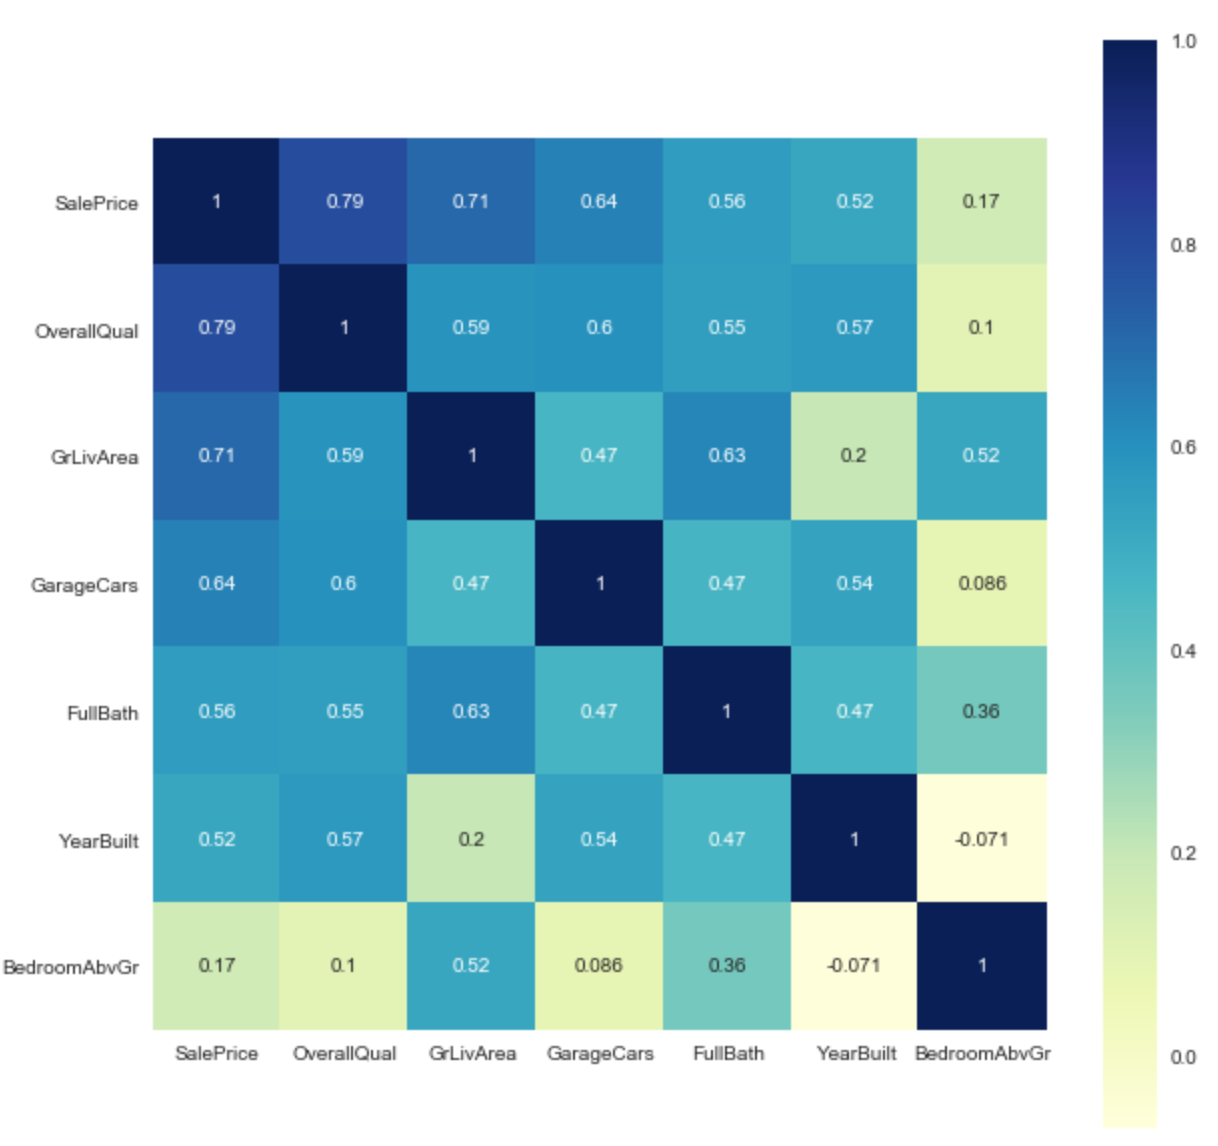 1.0
SalePrice 1 0.79 0.71 0.64 0.56 0.52 0.17
0.8
OverallQual 0.79 1 0.59 0.6 0.55 0.57 0.1
GrLivArea 0.71 0.59 1 0.47 0.63 0.2 0.52
0.6
GarageCars 0.64 0.6 0.47 1 0.47 0.54 0.086
0.4
FullBath 0.56 0.55 0.63 0.47 1 0.47 0.36
YearBuilt 0.52 0.57 0.2 0.54 0.47 1 -0.071
0.2
BedroomAbvGr 0.17 0.1 0.52 0.086 0.36 -0.071 1
SalePrice OverallQual GrLivArea GarageCars FullBath YearBuilt BedroomAbvGr
0.0